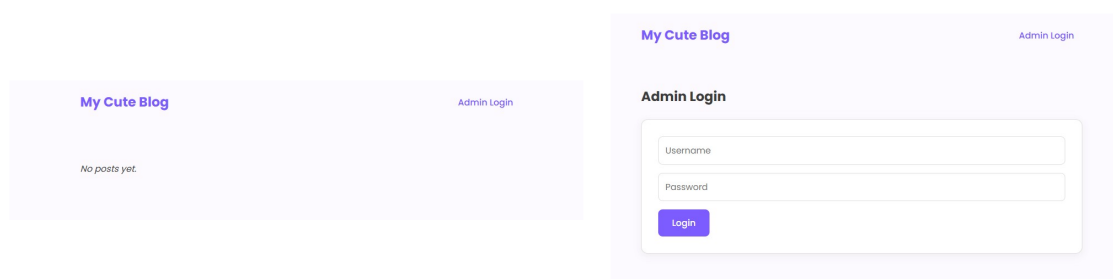 My Cute Blog
Admin Login
No posts yet.
My Cute Blog
Admin Login
Admin Login
Username
Password
Login